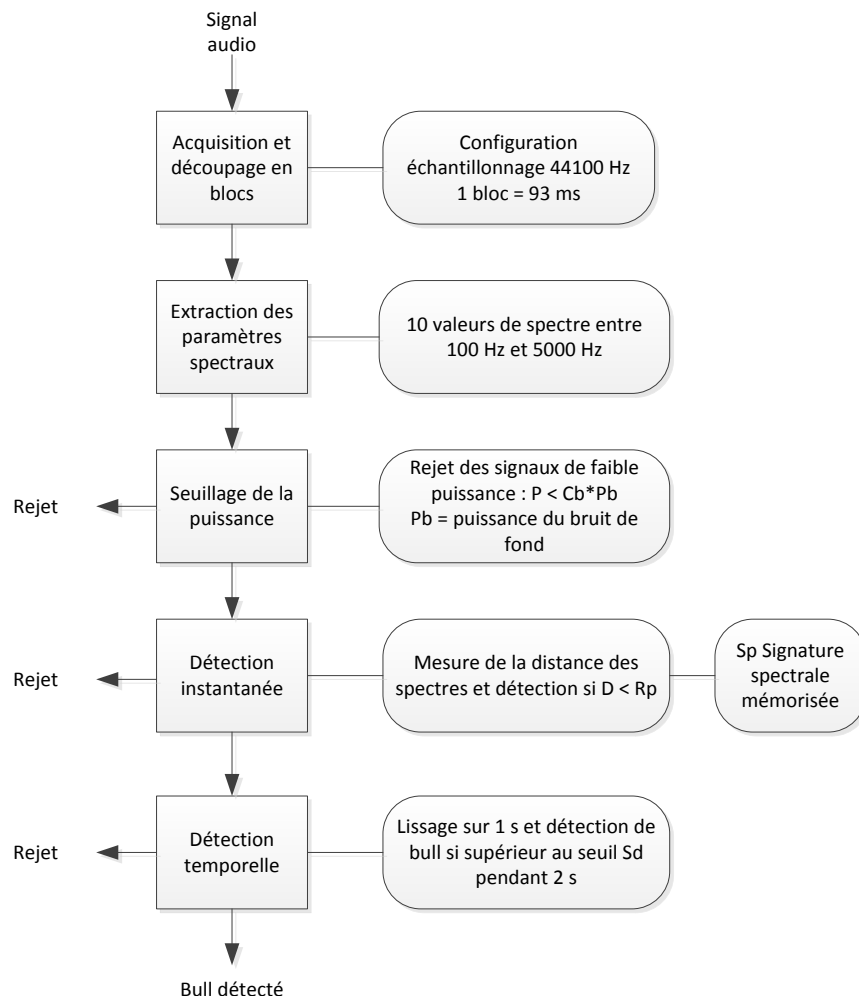 Signal
audio
Acquisition et
découpage en
blocs
Configuration
échantillonnage 44100 Hz
1 bloc = 93 ms
Extraction des
paramètres
spectraux
10 valeurs de spectre entre
100 Hz et 5000 Hz
Rejet
Seuillage de la
puissance
Rejet des signaux de faible
puissance : P < Cb*Pb
Pb = puissance du bruit de
fond
Rejet
Détection
instantanée
Mesure de la distance des
spectres et détection si D < Rp
Sp Signature
spectrale
mémorisée
Rejet
Détection
temporelle
Lissage sur 1 s et détection de
bull si supérieur au seuil Sd
pendant 2 s
Bull détecté